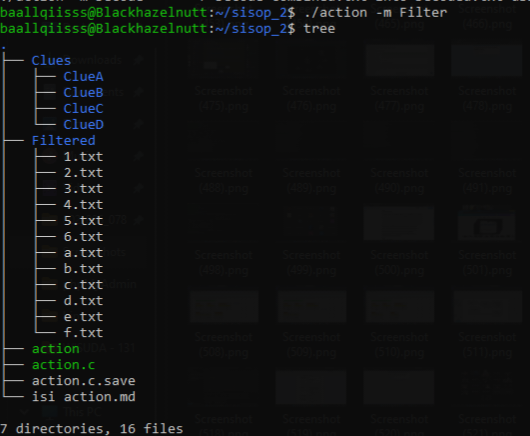 baallqiisss@Blackhazelnutt:~/sisop_2$ ./action -m Filter
baallqiisss@Blackhazelnutt:~/sisop_2$ tree
.
├── Clues
│   ├── ClueA
│   ├── ClueB
│   ├── ClueC
│   └── ClueD
├── Filtered
│   ├── 1.txt
│   ├── 2.txt
│   ├── 3.txt
│   ├── 4.txt
│   ├── 5.txt
│   ├── 6.txt
│   ├── a.txt
│   ├── b.txt
│   ├── c.txt
│   ├── d.txt
│   ├── e.txt
│   └── f.txt
├── action
├── action.c
├── action.c.save
└── isi action.md
7 directories, 16 files